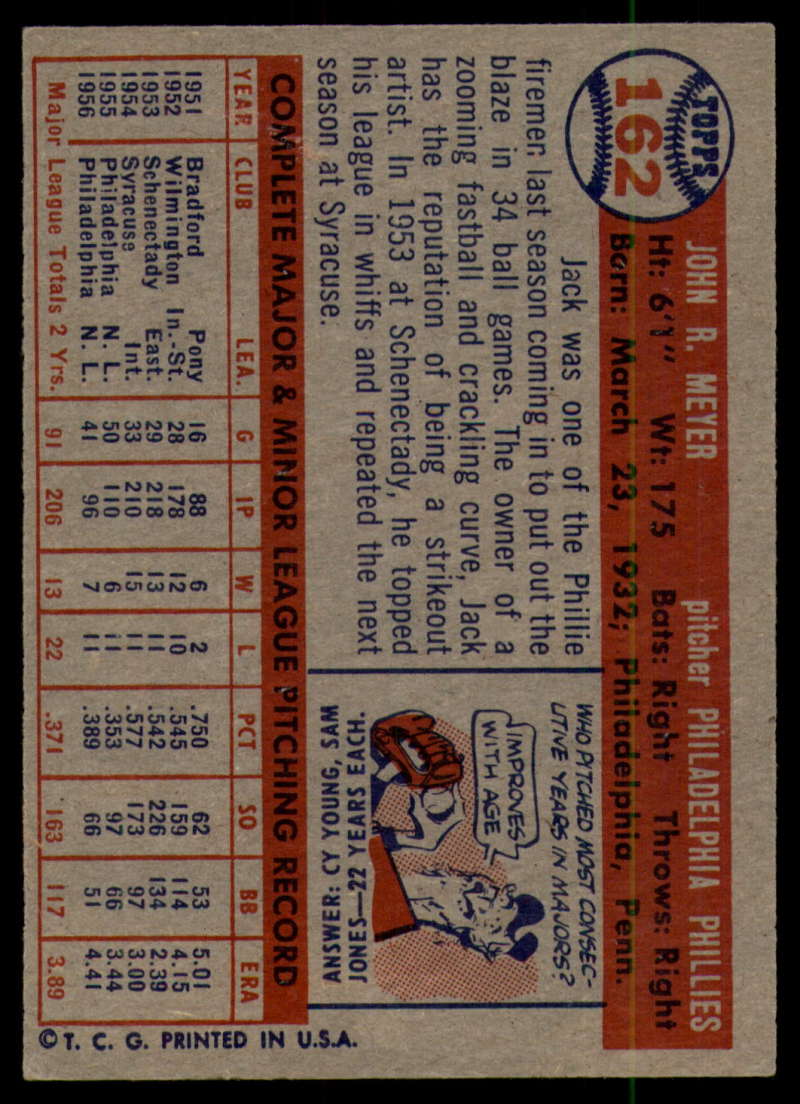 TOPPS
162
JOHN R. MEYER pitcher PHILADELPHIA PHILLIES
Ht: 6'1" Wt: 175 Bats: Right Throws: Right
Born: March 23, 1932; Philadelphia, Penn.
Jack was one of the Phillie
firemen last season coming in to put out the
blaze in 34 ball games. The owner of a
zooming fastball and crackling curve, Jack
has the reputation of being a strikeout
artist. In 1953 at Schenectady, he topped
his league in whiffs and repeated the next
season at Syracuse.
WHO PITCHED MOST CONSEC-
UTIVE YEARS IN MAJORS?
IMPROVES
WITH AGE
ANSWER: CY YOUNG, SAM
JONES—22 YEARS EACH.
COMPLETE MAJOR & MINOR LEAGUE PITCHING RECORD
YEAR CLUB LEA. G IP W L PCT SO BB ERA
1951 Bradford Pony 16 88 6 2 .750 62 53 5.01
1952 Wilmington In.-St. 28 178 12 10 .545 159 114 4.15
1953 Schenectady East. 29 218 13 11 .542 226 134 2.39
1954 Syracuse Int. 33 210 15 11 .577 173 97 3.00
1955 Philadelphia N. L. 50 110 6 11 .353 97 66 3.44
1956 Philadelphia N. L. 41 96 7 11 .389 66 51 4.41
Major League Totals 2 Yrs. 91 206 13 22 .371 163 117 3.89
© T. C. G. PRINTED IN U.S.A.